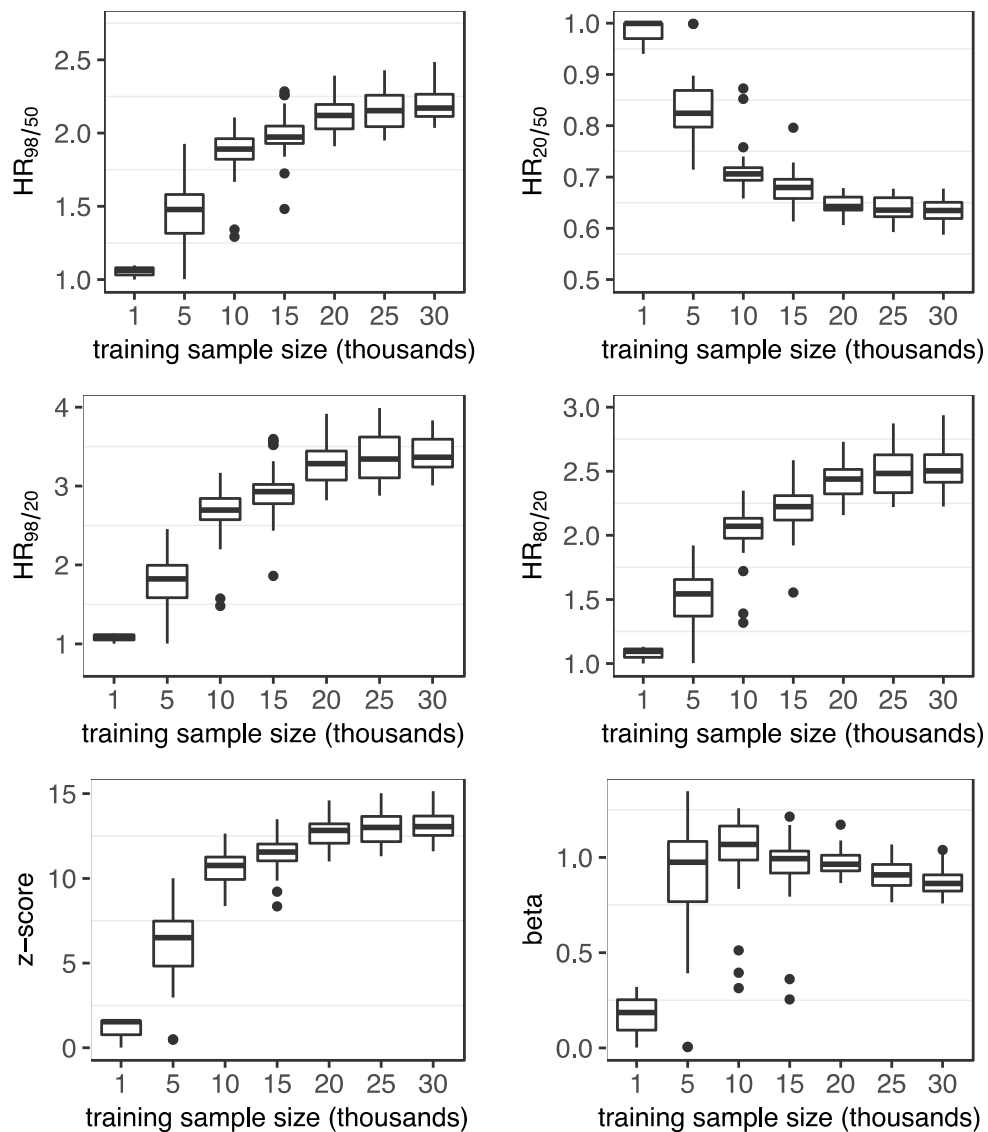 HR98/50
2.5
2.0
1.5
1.0
1 5 10 15 20 25 30
training sample size (thousands)
HR20/50
1.0
0.9
0.8
0.7
0.6
0.5
1 5 10 15 20 25 30
training sample size (thousands)
HR98/20
4
3
2
1
1 5 10 15 20 25 30
training sample size (thousands)
HR80/20
3.0
2.5
2.0
1.5
1.0
1 5 10 15 20 25 30
training sample size (thousands)
z−score
15
10
5
0
1 5 10 15 20 25 30
training sample size (thousands)
beta
1.0
0.5
0.0
1 5 10 15 20 25 30
training sample size (thousands)